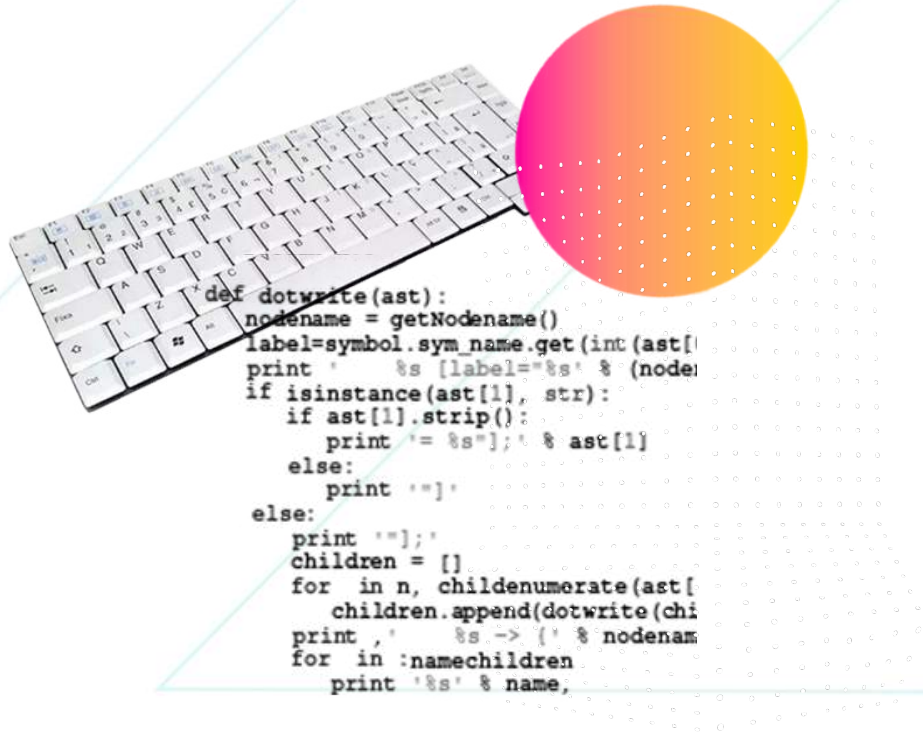 def dotwrite(ast):
nodename = getNodename()
label=symbol.sym_name.get(int(ast[
print '     %s [label="%s' % (node
if isinstance(ast[1], str):
if ast[1].strip():
print '= %s"];' % ast[1]
else:
print '"]'
else:
print '"];'
children = []
for  in n, childenumerate(ast[
children.append(dotwrite(chi
print ,'     %s -> {' % nodenam
for  in :namechildren
print '%s' % name,